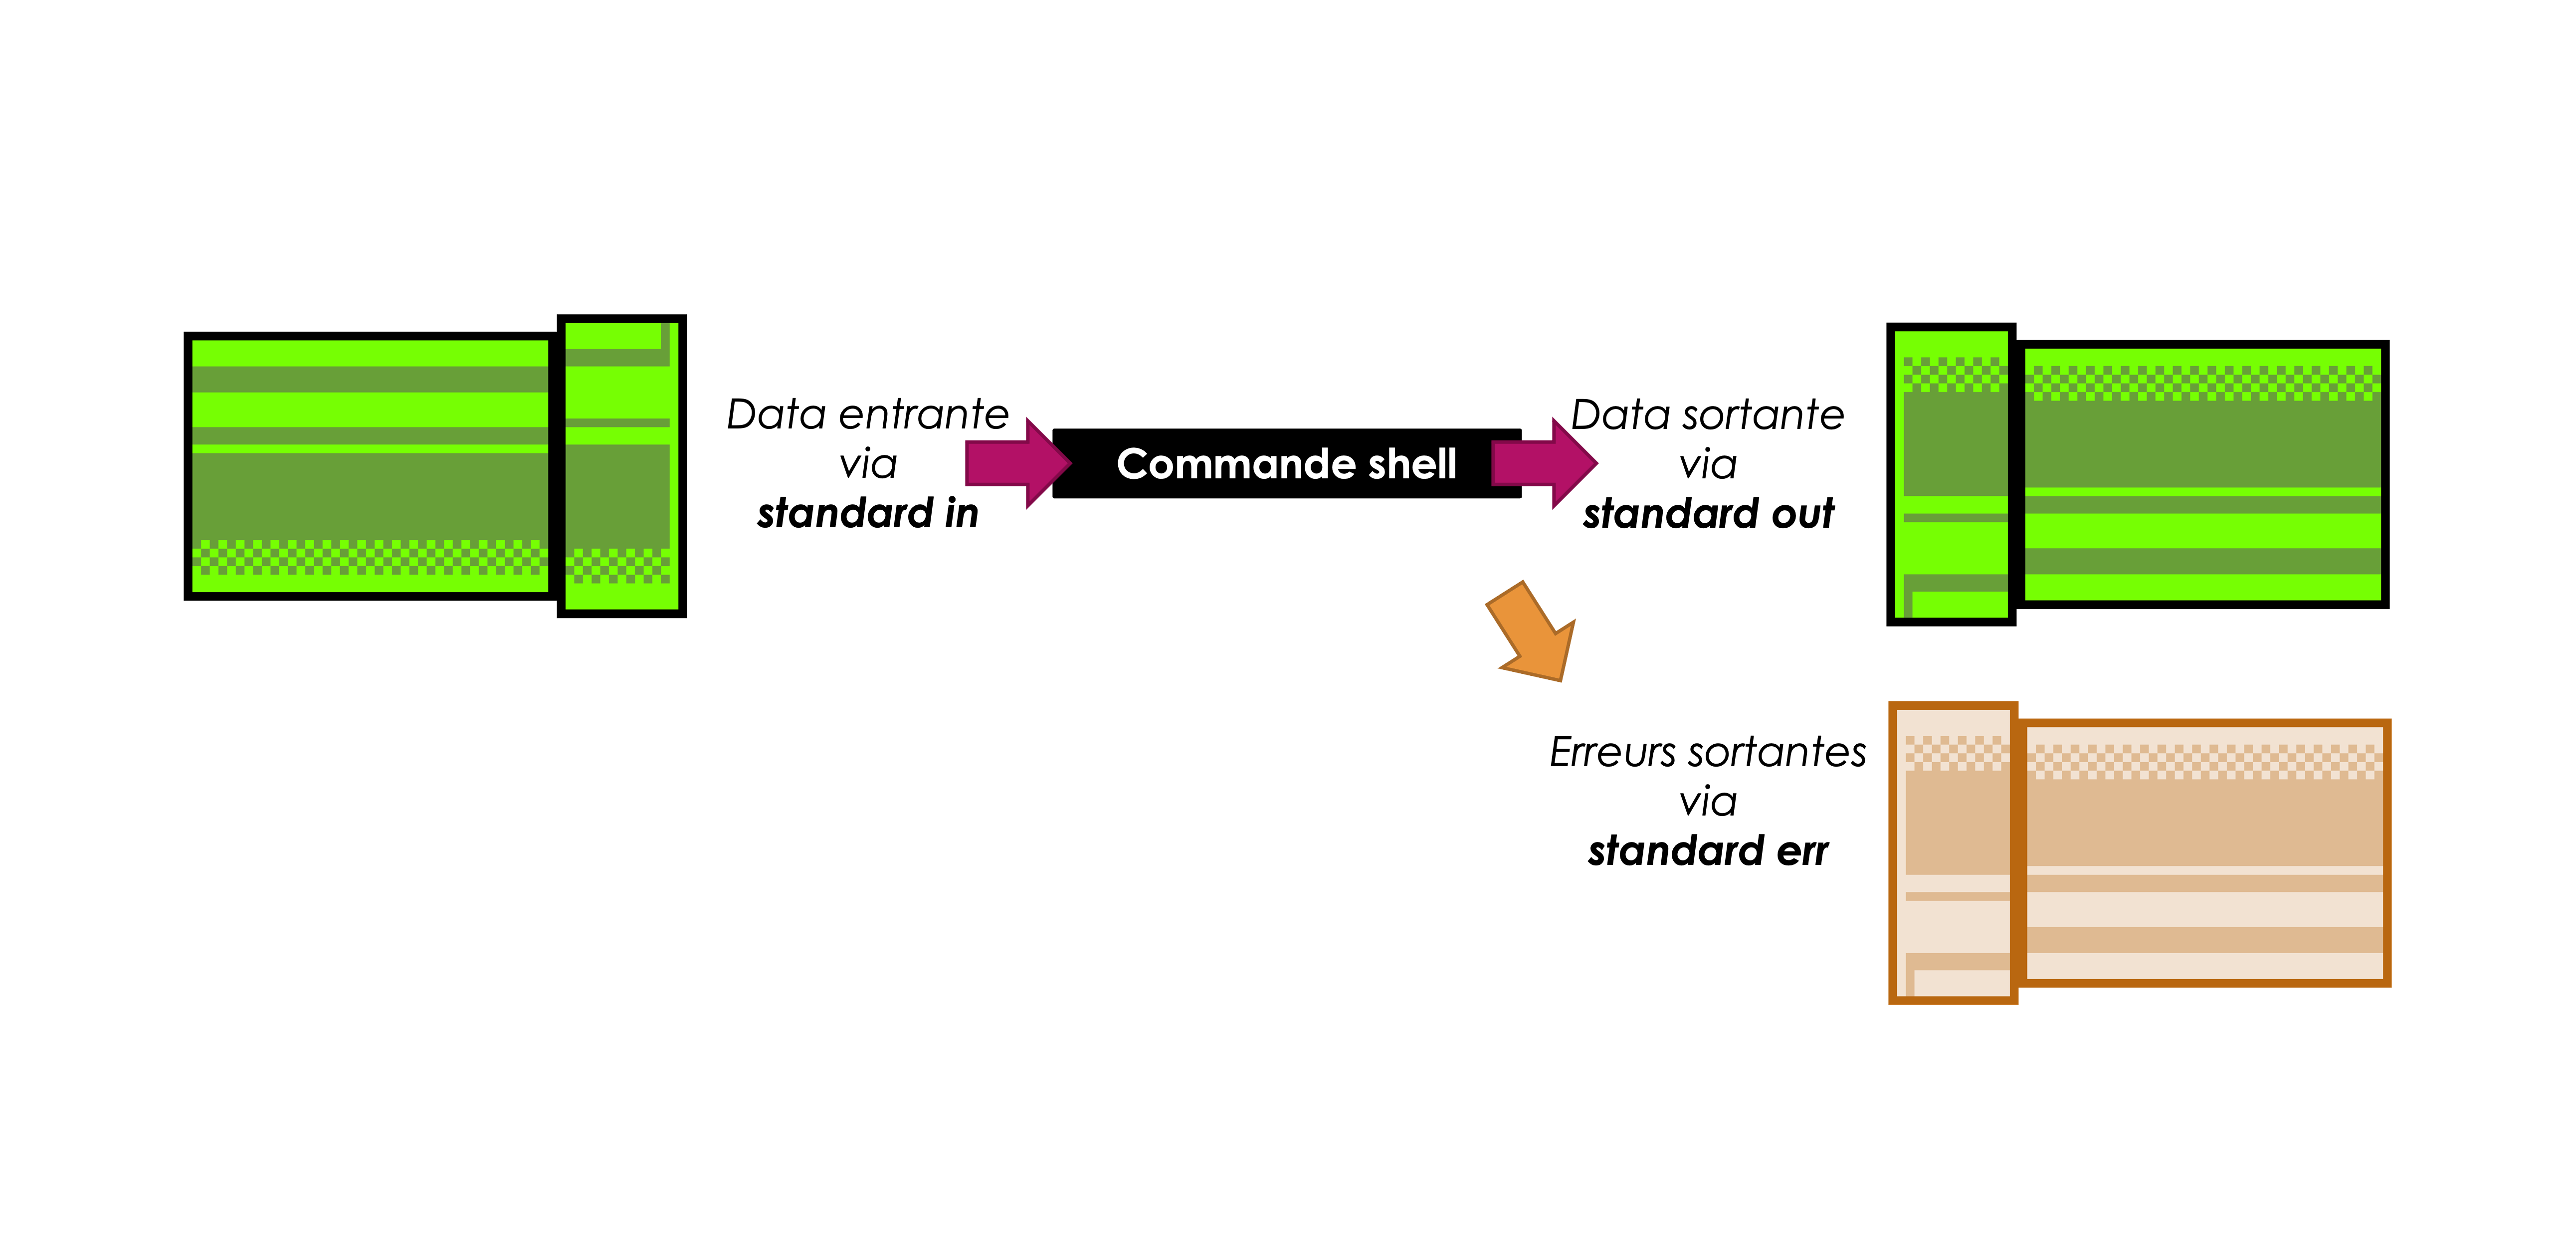 Data entrante
via
standard in
Commande shell
Data sortante
via
standard out
Erreurs sortantes
via
standard err